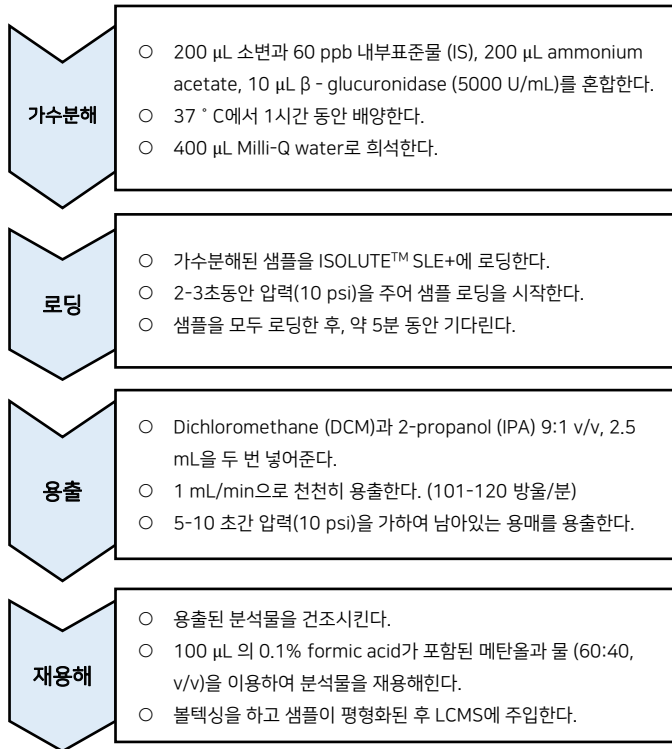 가수분해
○ 200 μL 소변과 60 ppb 내부표준물 (IS), 200 μL ammonium
acetate, 10 μL β - glucuronidase (5000 U/mL)를 혼합한다.
○ 37 ˚ C에서 1시간 동안 배양한다.
○ 400 μL Milli-Q water로 희석한다.
로딩
○ 가수분해된 샘플을 ISOLUTE™ SLE+에 로딩한다.
○ 2-3초동안 압력(10 psi)을 주어 샘플 로딩을 시작한다.
○ 샘플을 모두 로딩한 후, 약 5분 동안 기다린다.
용출
○ Dichloromethane (DCM)과 2-propanol (IPA) 9:1 v/v, 2.5
mL을 두 번 넣어준다.
○ 1 mL/min으로 천천히 용출한다. (101-120 방울/분)
○ 5-10 초간 압력(10 psi)을 가하여 남아있는 용매를 용출한다.
재용해
○ 용출된 분석물을 건조시킨다.
○ 100 μL 의 0.1% formic acid가 포함된 메탄올과 물 (60:40,
v/v)을 이용하여 분석물을 재용해힌다.
○ 볼텍싱을 하고 샘플이 평형화된 후 LCMS에 주입한다.